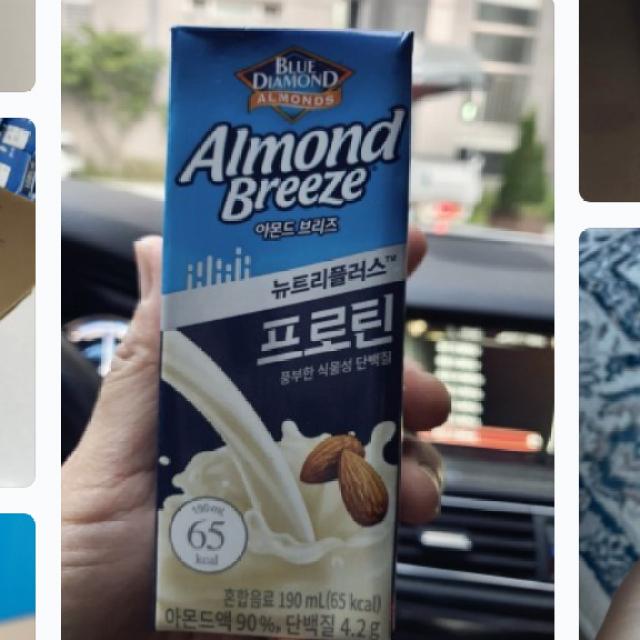 BLUE
DIAMOND
ALMONDS
Almond
Breeze
아몬드 브리즈
뉴트리플러스™
프로틴
풍부한 식물성 단백질
190 mL
65
kcal
혼합음료 190 mL(65 kcal)
아몬드액 90%, 단백질 4.2g